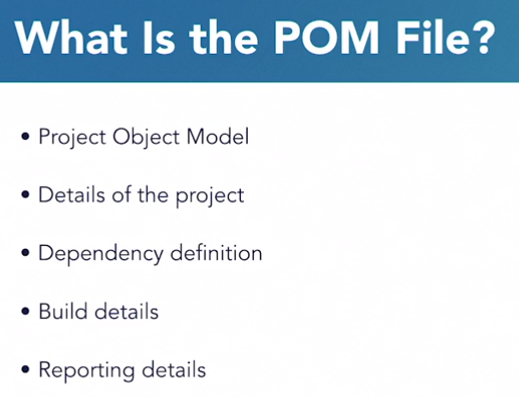 What Is the POM File?
• Project Object Model
• Details of the project
• Dependency definition
• Build details
• Reporting details